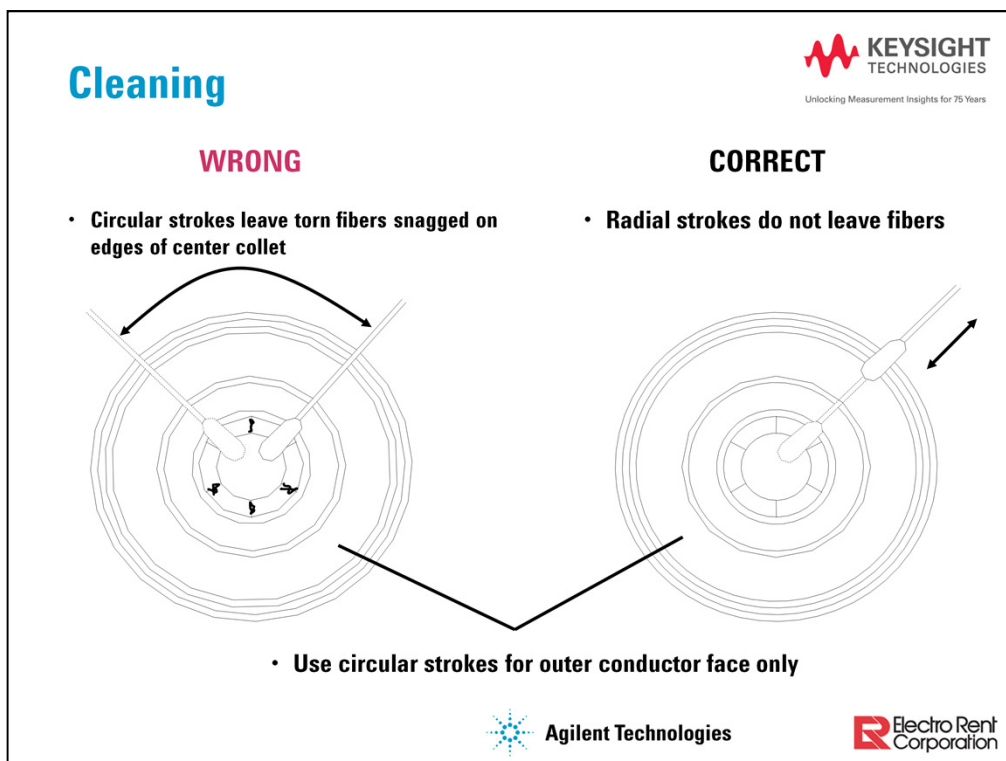 KEYSIGHT
TECHNOLOGIES
Unlocking Measurement Insights for 75 Years
Cleaning
WRONG
• Circular strokes leave torn fibers snagged on
edges of center collet
CORRECT
• Radial strokes do not leave fibers
• Use circular strokes for outer conductor face only
Agilent Technologies
ER
Electro Rent
Corporation